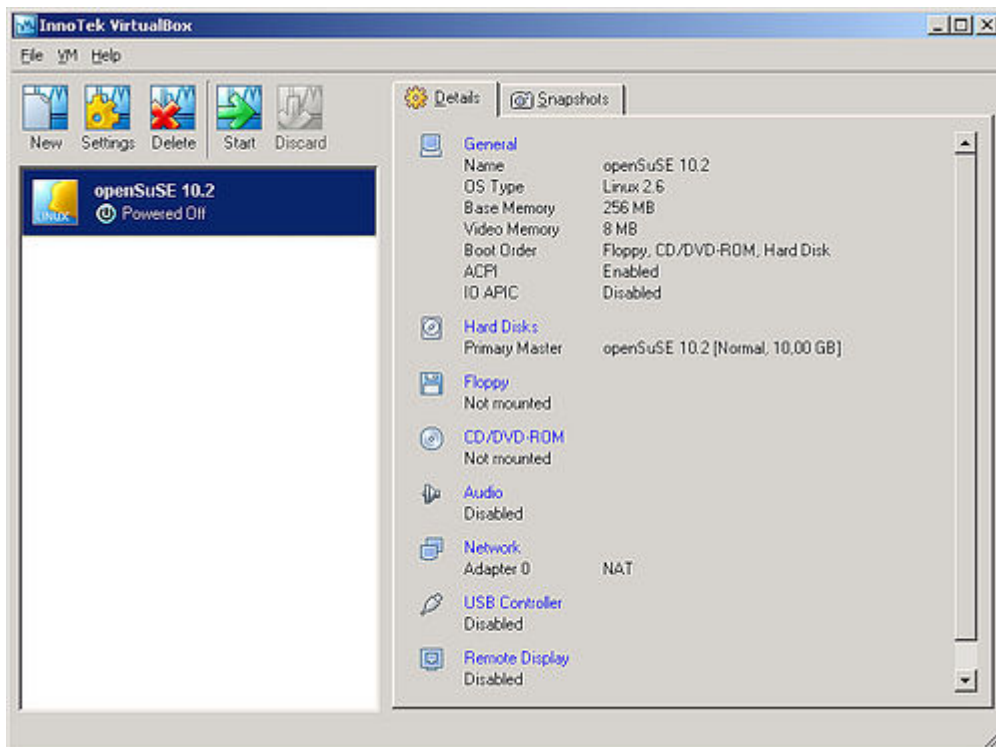 InnoTek VirtualBox
File VM Help
New Settings Delete Start Discard
openSuSE 10.2
Powered Off
LINUX
Details Snapshots
General
Name openSuSE 10.2
OS Type Linux 2.6
Base Memory 256 MB
Video Memory 8 MB
Boot Order Floppy, CD/DVD-ROM, Hard Disk
ACPI Enabled
IO APIC Disabled
Hard Disks
Primary Master openSuSE 10.2 [Normal, 10,00 GB]
Floppy
Not mounted
CD/DVD-ROM
Not mounted
Audio
Disabled
Network
Adapter 0 NAT
USB Controller
Disabled
Remote Display
Disabled